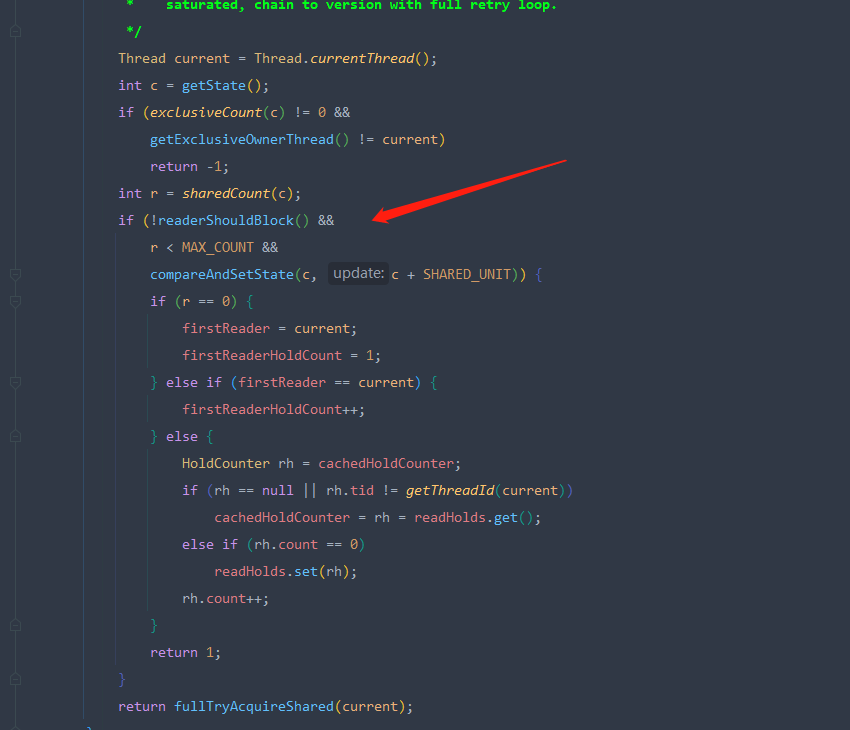 *    saturated, chain to version with full retry loop.
*/
Thread current = Thread.currentThread();
int c = getState();
if (exclusiveCount(c) != 0 &&
    getExclusiveOwnerThread() != current)
    return -1;
int r = sharedCount(c);
if (!readerShouldBlock() &&
    r < MAX_COUNT &&
    compareAndSetState(c, update: c + SHARED_UNIT)) {
    if (r == 0) {
        firstReader = current;
        firstReaderHoldCount = 1;
    } else if (firstReader == current) {
        firstReaderHoldCount++;
    } else {
        HoldCounter rh = cachedHoldCounter;
        if (rh == null || rh.tid != getThreadId(current))
            cachedHoldCounter = rh = readHolds.get();
        else if (rh.count == 0)
            readHolds.set(rh);
        rh.count++;
    }
    return 1;
}
return fullTryAcquireShared(current);